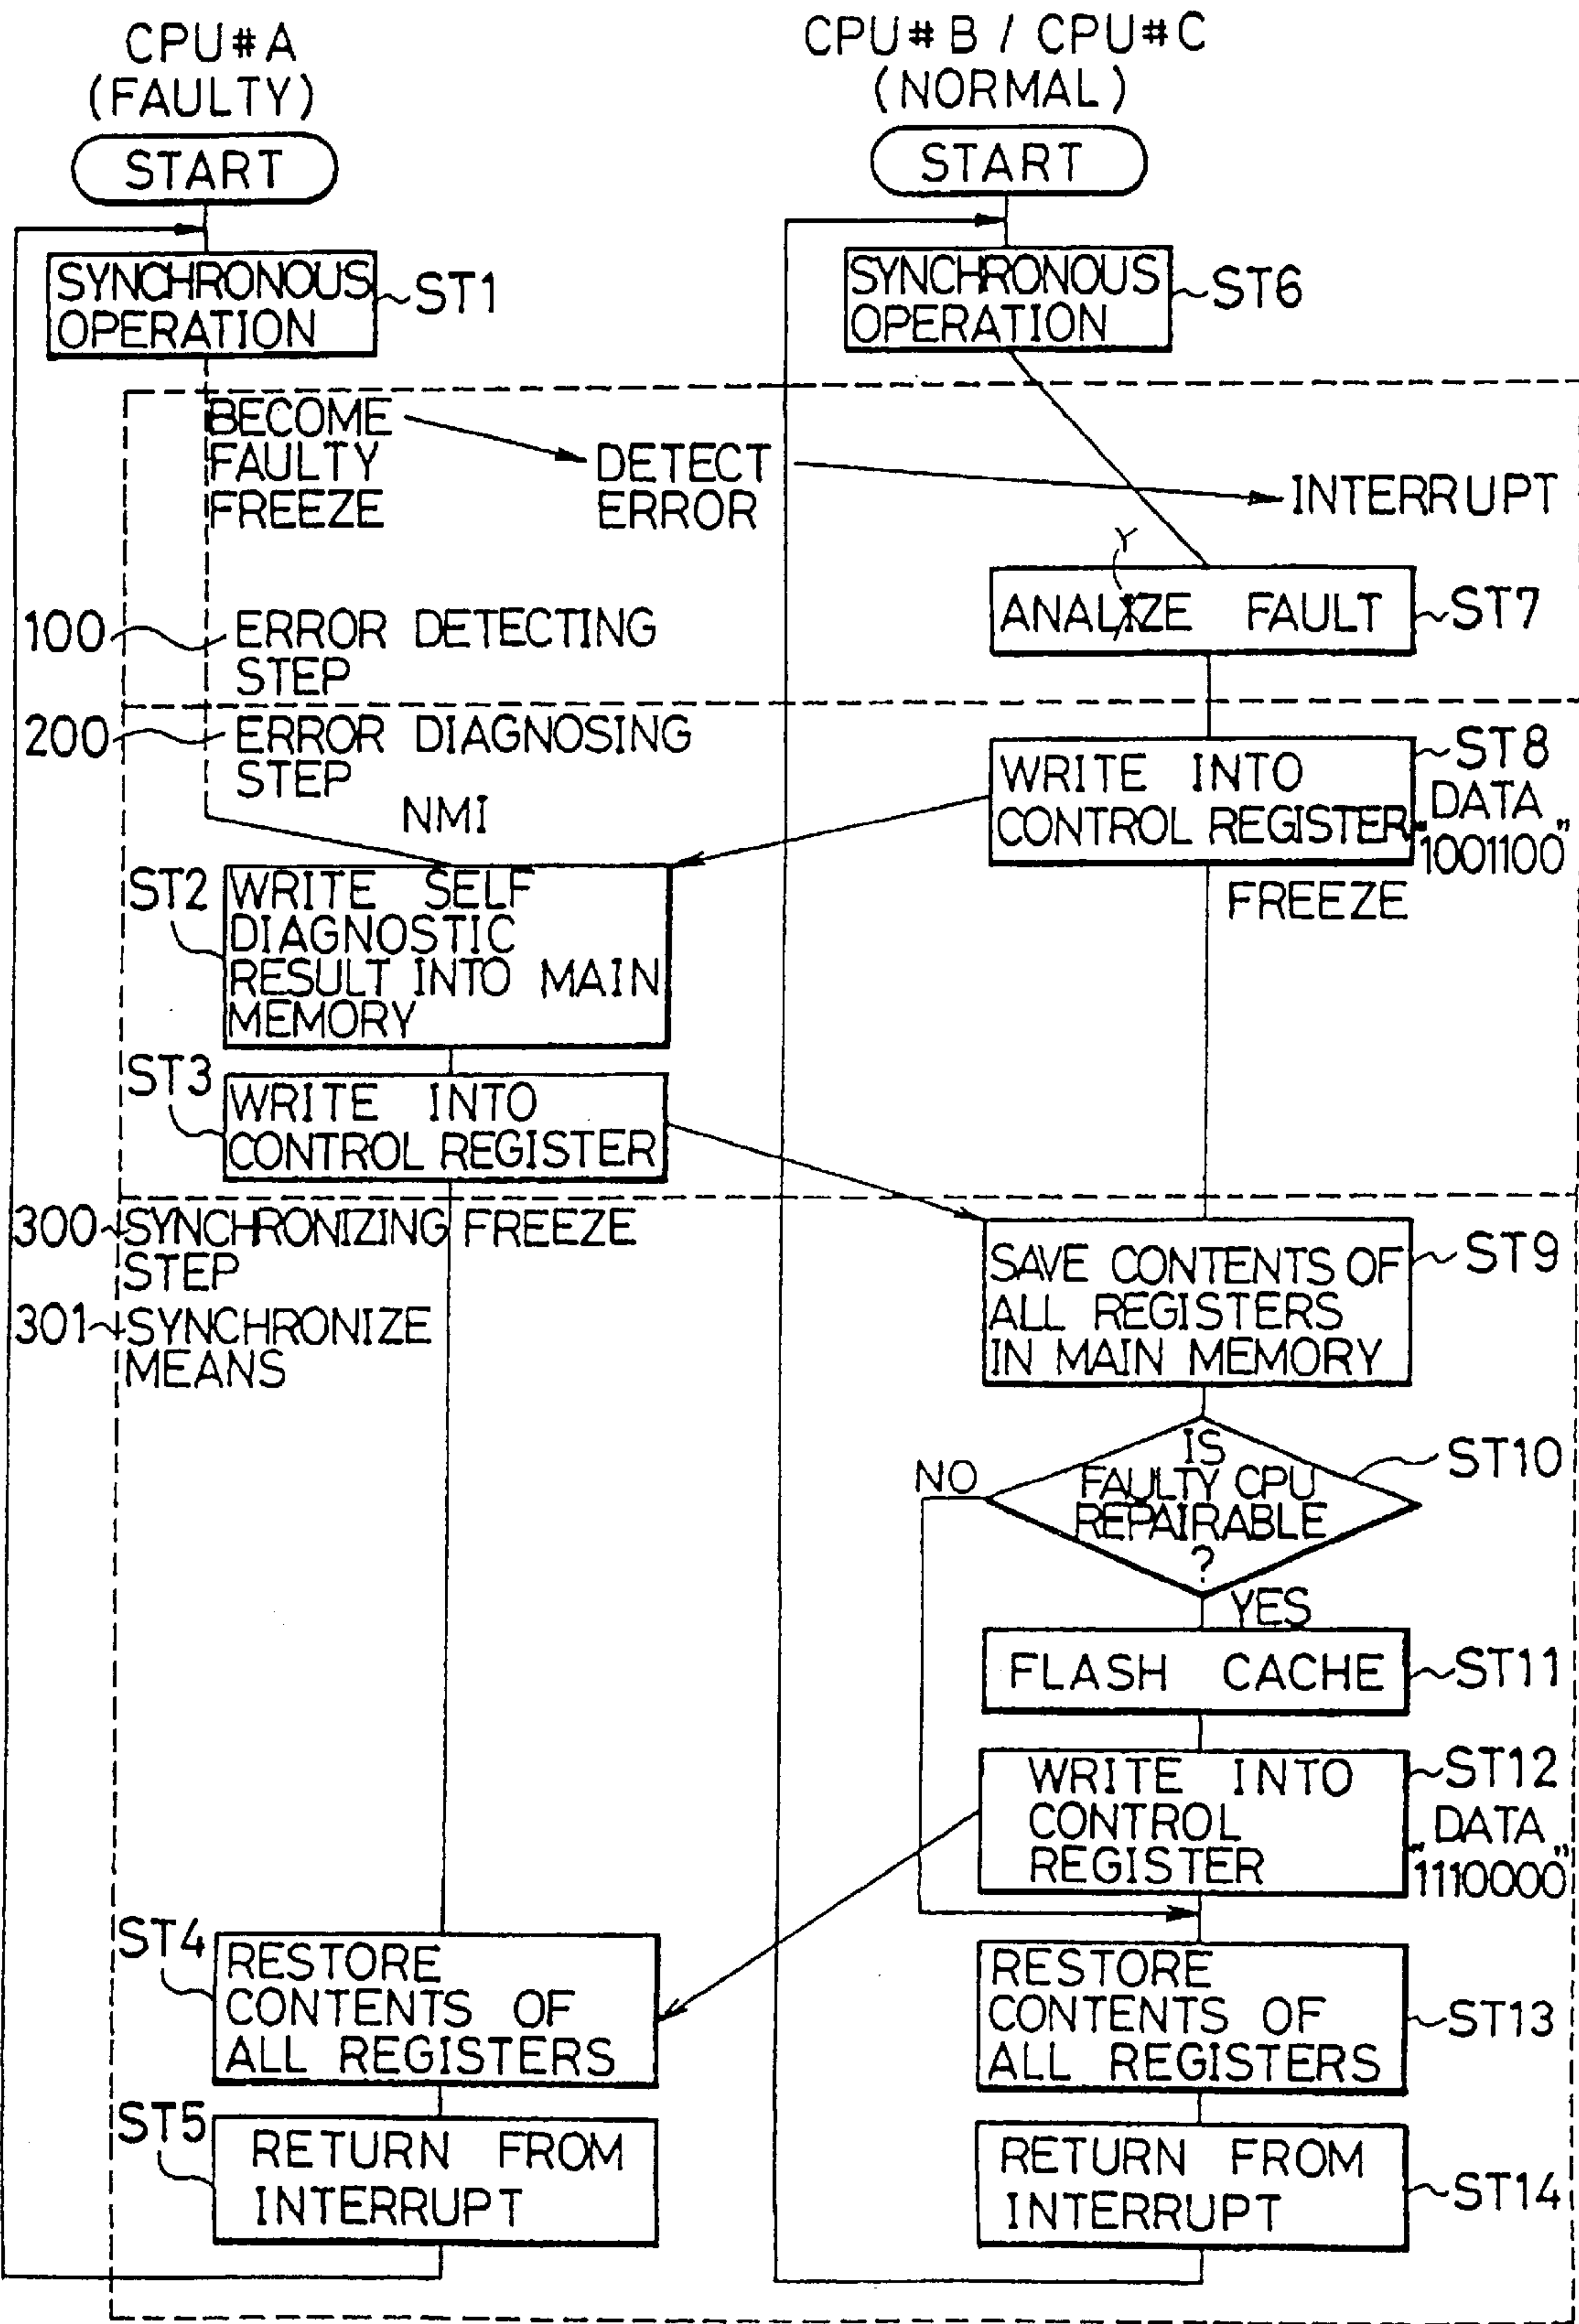 CPU#A
(FAULTY)
START
SYNCHRONOUS
OPERATION
ST1
CPU#B / CPU#C
(NORMAL)
START
SYNCHRONOUS
OPERATION
ST6
BECOME
FAULTY
FREEZE
DETECT
ERROR
INTERRUPT
Y
ANALIZE FAULT
ST7
100
ERROR DETECTING
STEP
200
ERROR DIAGNOSING
STEP
NMI
WRITE INTO
CONTROL REGISTER
ST8
DATA
"1001100"
FREEZE
ST2
WRITE SELF
DIAGNOSTIC
RESULT INTO MAIN
MEMORY
ST3
WRITE INTO
CONTROL REGISTER
300
SYNCHRONIZING
STEP
FREEZE
301
SYNCHRONIZE
MEANS
SAVE CONTENTS OF
ALL REGISTERS
IN MAIN MEMORY
ST9
IS
FAULTY CPU
REPAIRABLE
?
ST10
NO
YES
FLASH CACHE
ST11
WRITE INTO
CONTROL
REGISTER
ST12
DATA
"1110000"
ST4
RESTORE
CONTENTS OF
ALL REGISTERS
RESTORE
CONTENTS OF
ALL REGISTERS
ST13
ST5
RETURN FROM
INTERRUPT
RETURN FROM
INTERRUPT
ST14